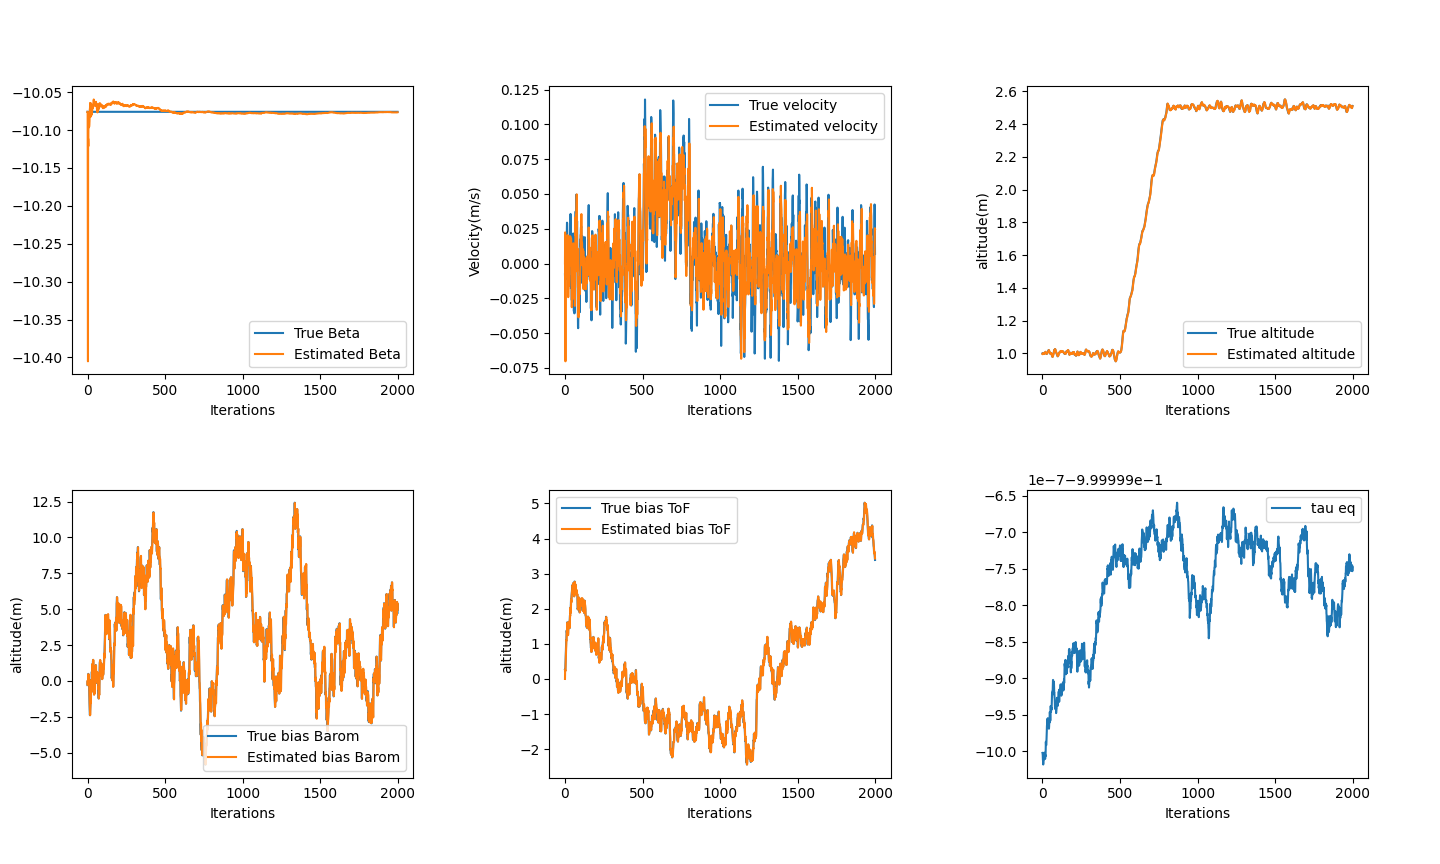 −10.05
−10.10
−10.15
−10.20
−10.25
−10.30
−10.35
−10.40
True Beta
Estimated Beta
0 500 1000 1500 2000
Iterations
Velocity(m/s)
0.125
0.100
0.075
0.050
0.025
0.000
−0.025
−0.050
−0.075
True velocity
Estimated velocity
0 500 1000 1500 2000
Iterations
altitude(m)
2.6
2.4
2.2
2.0
1.8
1.6
1.4
1.2
1.0
True altitude
Estimated altitude
0 500 1000 1500 2000
Iterations
altitude(m)
12.5
10.0
7.5
5.0
2.5
0.0
−2.5
−5.0
True bias Barom
Estimated bias Barom
0 500 1000 1500 2000
Iterations
altitude(m)
5
4
3
2
1
0
−1
−2
True bias ToF
Estimated bias ToF
0 500 1000 1500 2000
Iterations
1e−7−9.99999e−1
−6.5
−7.0
−7.5
−8.0
−8.5
−9.0
−9.5
−10.0
tau eq
0 500 1000 1500 2000
Iterations